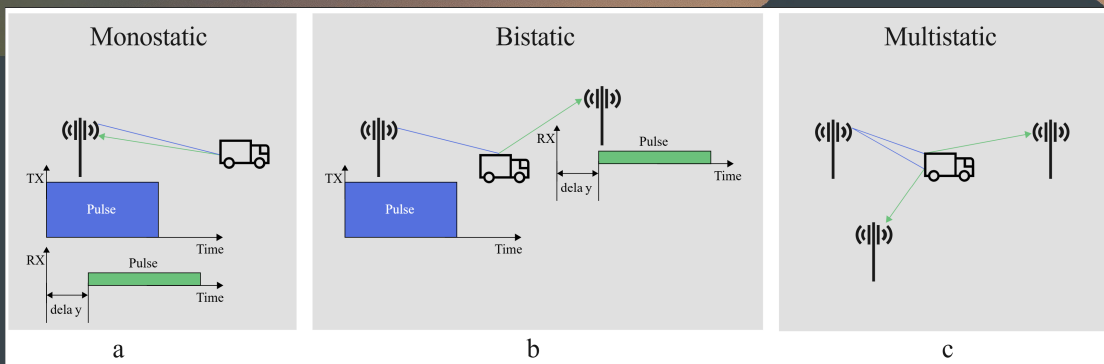 Monostatic
TX
Pulse
Time
RX
Pulse
Time
dela y
a
Bistatic
TX
Pulse
Time
RX
Pulse
Time
dela y
b
Multistatic
c